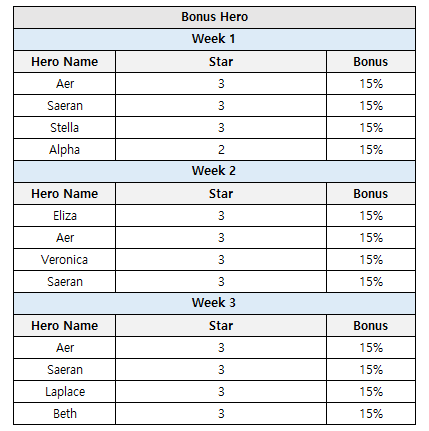 Bonus Hero
Week 1
Hero Name Star Bonus
Aer 3 15%
Saeran 3 15%
Stella 3 15%
Alpha 2 15%
Week 2
Hero Name Star Bonus
Eliza 3 15%
Aer 3 15%
Veronica 3 15%
Saeran 3 15%
Week 3
Hero Name Star Bonus
Aer 3 15%
Saeran 3 15%
Laplace 3 15%
Beth 3 15%